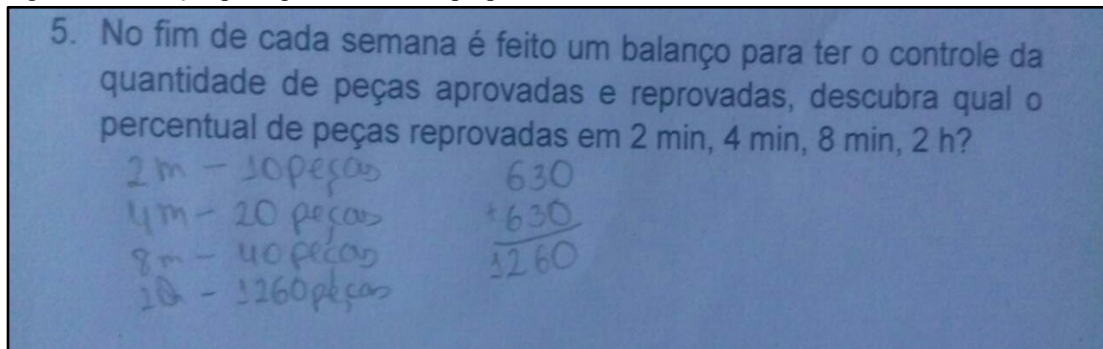 5. No fim de cada semana é feito um balanço para ter o controle da
quantidade de peças aprovadas e reprovadas, descubra qual o
percentual de peças reprovadas em 2 min, 4 min, 8 min, 2 h?
2m - 10 peças
4m - 20 peças
8m - 40 peças
2h - 1260 peças
630
+630
1260